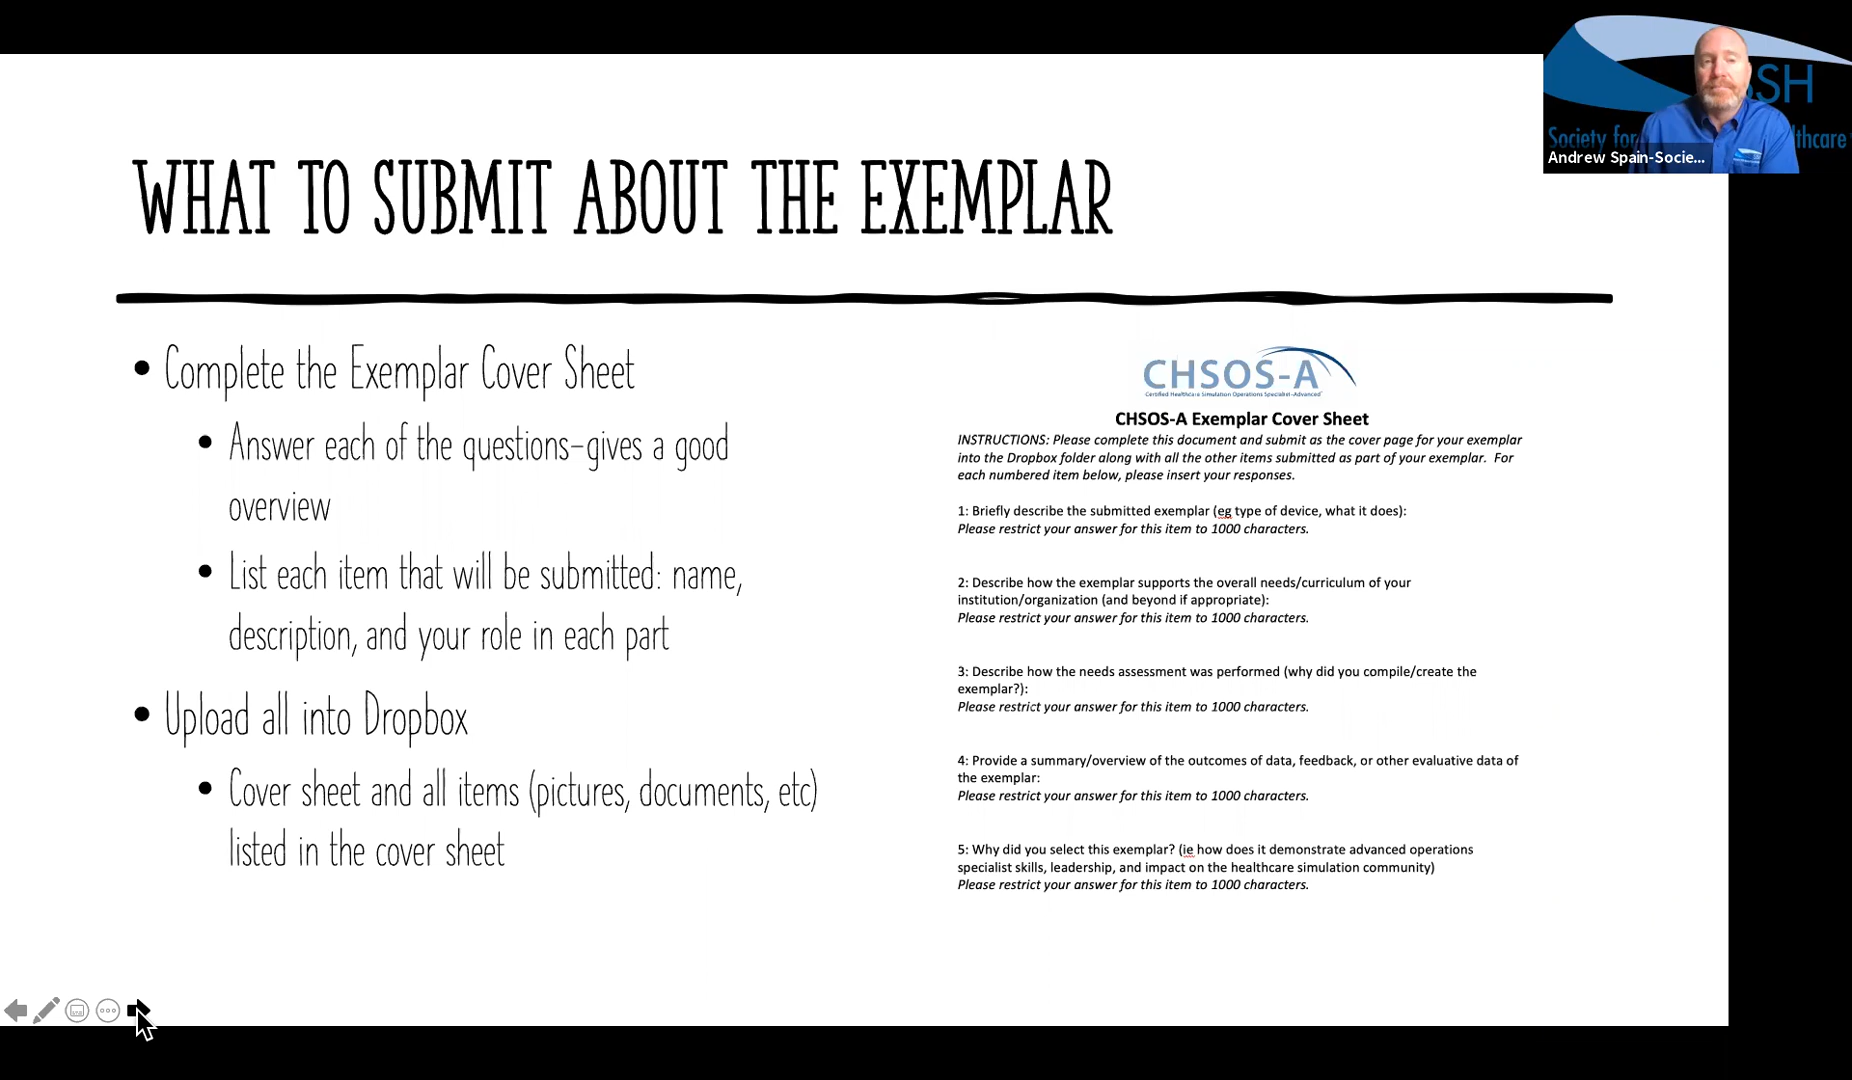 SSH
Society for
lthcare
Andrew Spain-Socie...
WHAT TO SUBMIT ABOUT THE EXEMPLAR
• Complete the Exemplar Cover Sheet
• Answer each of the questions–gives a good
overview
• List each item that will be submitted: name,
description, and your role in each part
• Upload all into Dropbox
• Cover sheet and all items (pictures, documents, etc)
listed in the cover sheet
CHSOS-A
Certified Healthcare Simulation Operations Specialist-Advanced
CHSOS-A Exemplar Cover Sheet
INSTRUCTIONS: Please complete this document and submit as the cover page for your exemplar
into the Dropbox folder along with all the other items submitted as part of your exemplar. For
each numbered item below, please insert your responses.
1: Briefly describe the submitted exemplar (eg type of device, what it does):
Please restrict your answer for this item to 1000 characters.
2: Describe how the exemplar supports the overall needs/curriculum of your
institution/organization (and beyond if appropriate):
Please restrict your answer for this item to 1000 characters.
3: Describe how the needs assessment was performed (why did you compile/create the
exemplar?):
Please restrict your answer for this item to 1000 characters.
4: Provide a summary/overview of the outcomes of data, feedback, or other evaluative data of
the exemplar:
Please restrict your answer for this item to 1000 characters.
5: Why did you select this exemplar? (ie how does it demonstrate advanced operations
specialist skills, leadership, and impact on the healthcare simulation community)
Please restrict your answer for this item to 1000 characters.